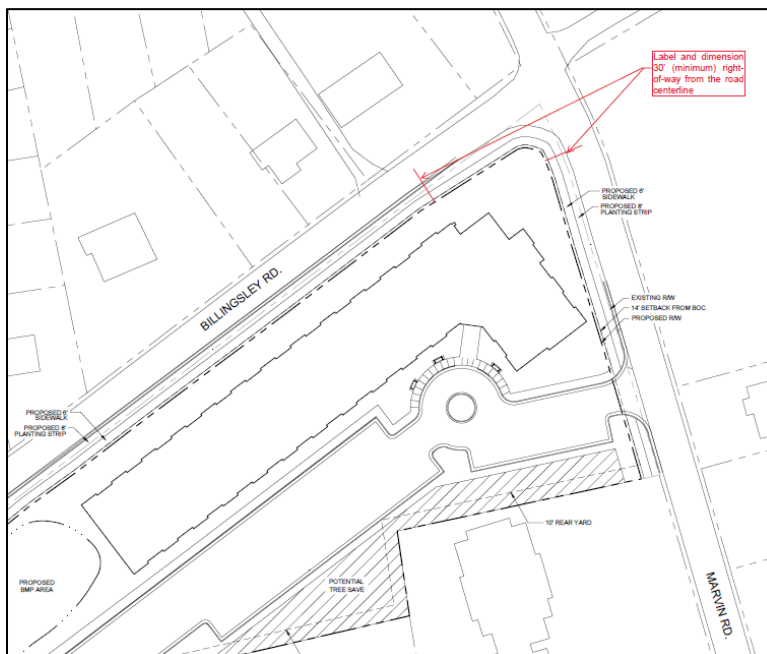 Label and dimension
30' (minimum) right-
of-way from the road
centerline
PROPOSED 6'
SIDEWALK
PROPOSED 8'
PLANTING STRIP
BILLINGSLEY RD.
EXISTING R/W
14' SETBACK FROM BOC
PROPOSED R/W
PROPOSED 6'
SIDEWALK
PROPOSED 8'
PLANTING STRIP
10' REAR YARD
PROPOSED
BMP AREA
POTENTIAL
TREE SAVE
MARVIN RD.